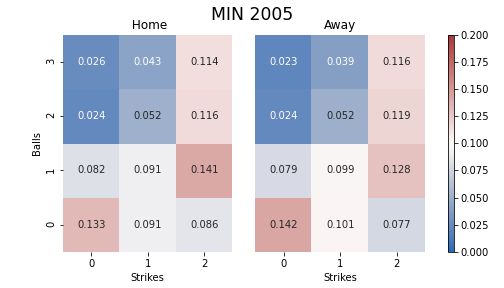 MIN 2005
Home
Away
Balls
3
0.026 0.043 0.114
0.023 0.039 0.116
2
0.024 0.052 0.116
0.024 0.052 0.119
1
0.082 0.091 0.141
0.079 0.099 0.128
0
0.133 0.091 0.086
0.142 0.101 0.077
0 1 2
0 1 2
Strikes
Strikes
0.200
0.175
0.150
0.125
0.100
0.075
0.050
0.025
0.000